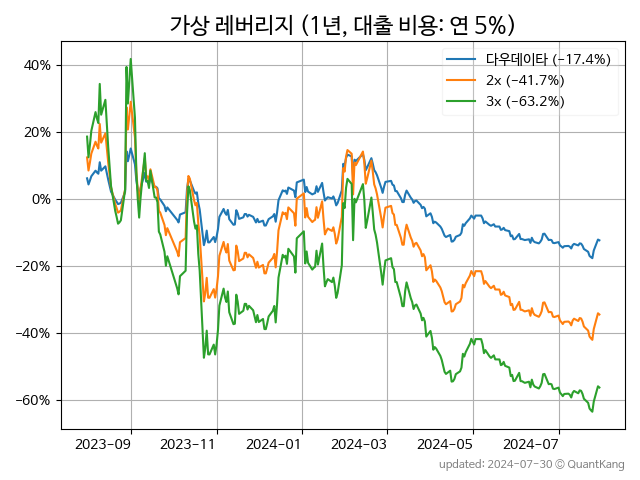 가상 레버리지 (1년, 대출 비용: 연 5%)
40%
20%
0%
−20%
−40%
−60%
다우데이타 (−17.4%)
2x (−41.7%)
3x (−63.2%)
2023-09 2023-11 2024-01 2024-03 2024-05 2024-07
updated: 2024-07-30 © QuantKang